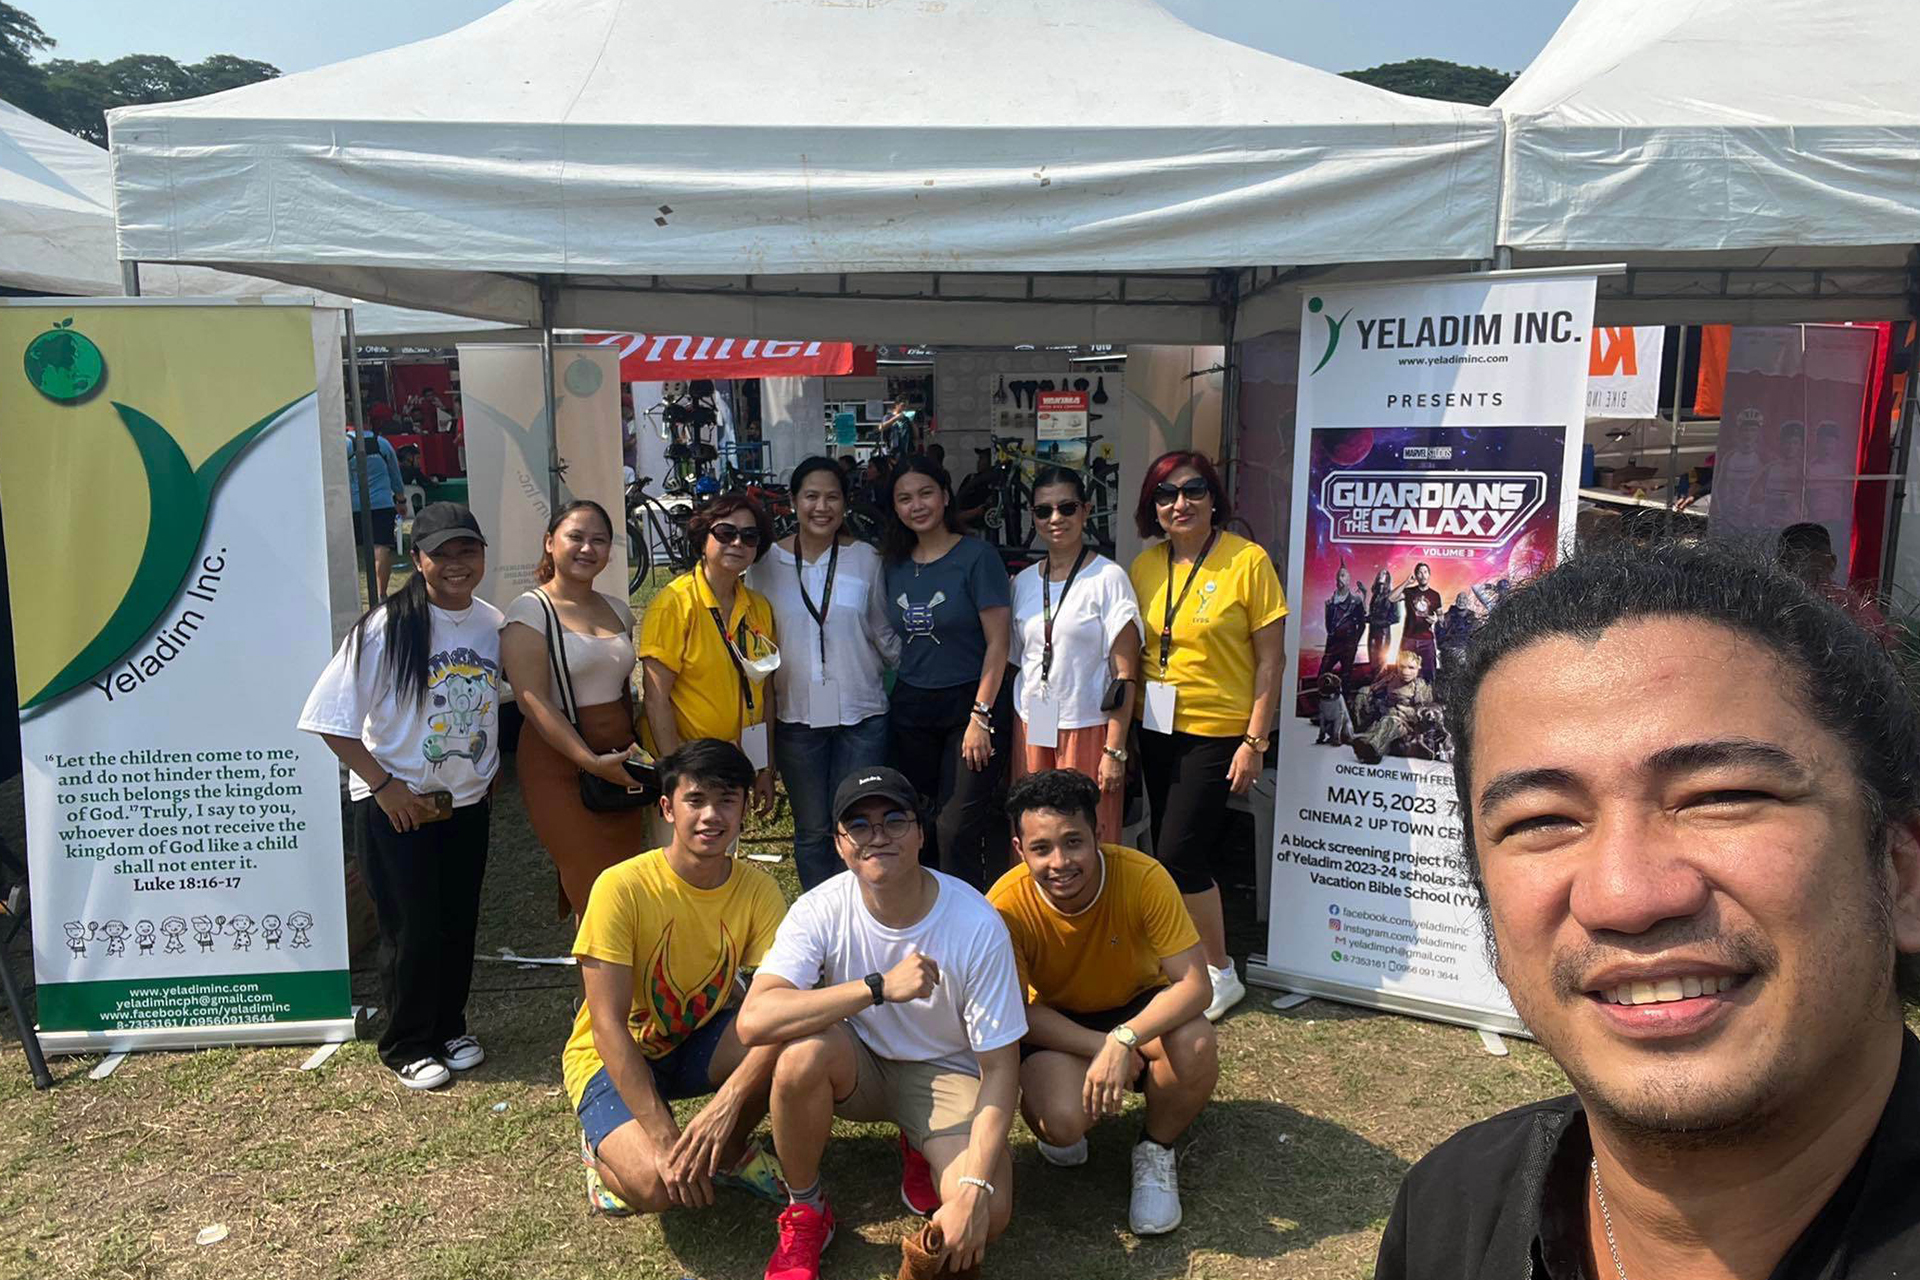 Yeladim Inc.
16 Let the children come to me,
and do not hinder them, for
to such belongs the kingdom
of God. 17 Truly, I say to you,
whoever does not receive the
kingdom of God like a child
shall not enter it.
Luke 18:16-17
www.yeladiminc.com
yeladimincph@gmail.com
www.facebook.com/yeladiminc
8-7353161 / 09560913644
YAKIMA
YELADIM INC.
www.yeladiminc.com
PRESENTS
MARVEL STUDIOS
GUARDIANS
OF THE GALAXY
VOLUME 3
ONCE MORE WITH
MAY 5, 2023 7
CINEMA 2 UP TOWN
A block screening project
of Yeladim 2023-24 scholars
Vacation Bible School
facebook.com/yeladiminc
instagram.com/yeladiminc
yeladimph@gmail.com
8-7353161 0956 091 3644